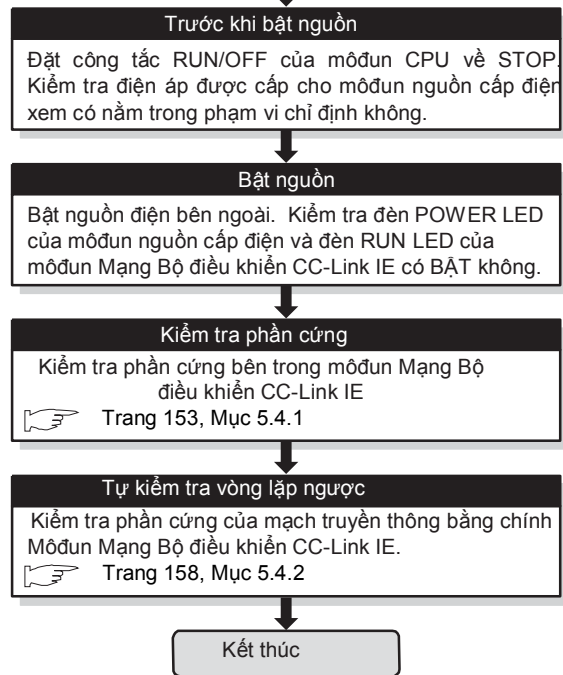 Trước khi bật nguồn
Đặt công tắc RUN/OFF của môđun CPU về STOP.
Kiểm tra điện áp được cấp cho môđun nguồn cấp điện
xem có nằm trong phạm vi chỉ định không.
Bật nguồn
Bật nguồn điện bên ngoài. Kiểm tra đèn POWER LED
của môđun nguồn cấp điện và đèn RUN LED của
môđun Mạng Bộ điều khiển CC-Link IE có BẬT không.
Kiểm tra phần cứng
Kiểm tra phần cứng bên trong môđun Mạng Bộ
điều khiển CC-Link IE
Trang 153, Mục 5.4.1
Tự kiểm tra vòng lặp ngược
Kiểm tra phần cứng của mạch truyền thông bằng chính
Môđun Mạng Bộ điều khiển CC-Link IE.
Trang 158, Mục 5.4.2
Kết thúc